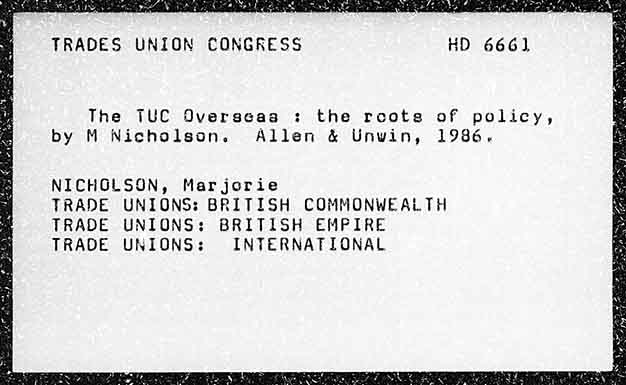 TRADES UNION CONGRESS HD 6661
The TUC Overseas : the roots of policy,
by M Nicholson. Allen & Unwin, 1986.
NICHOLSON, Marjorie
TRADE UNIONS: BRITISH COMMONWEALTH
TRADE UNIONS: BRITISH EMPIRE
TRADE UNIONS: INTERNATIONAL